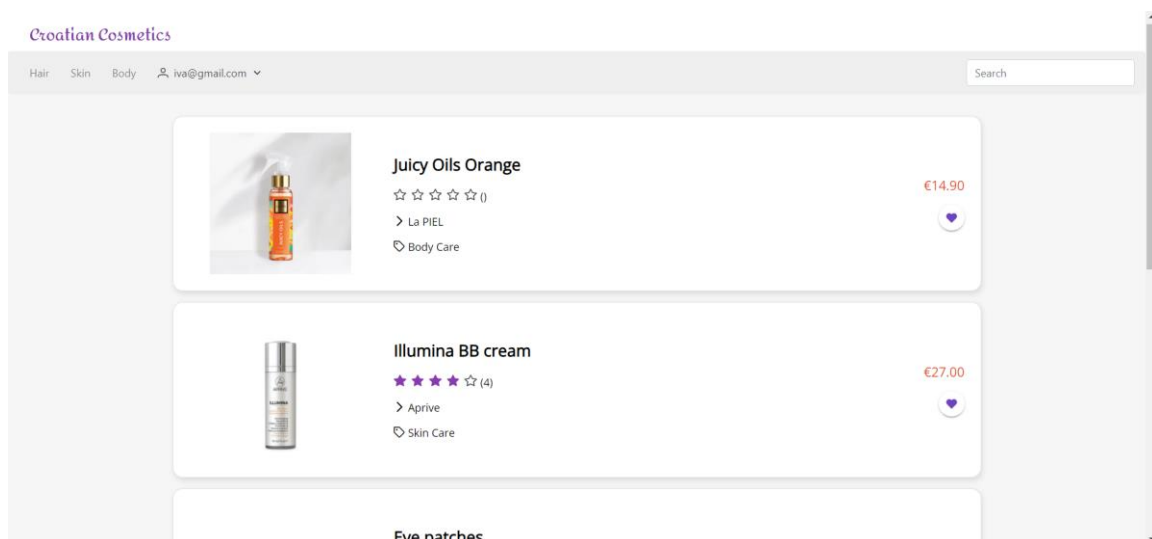 Croatian Cosmetics
Hair Skin Body iva@gmail.com Search
Juicy Oils Orange
()
La PIEL
Body Care
€14.90
Illumina BB cream
(4)
Aprive
Skin Care
€27.00
Eye patches